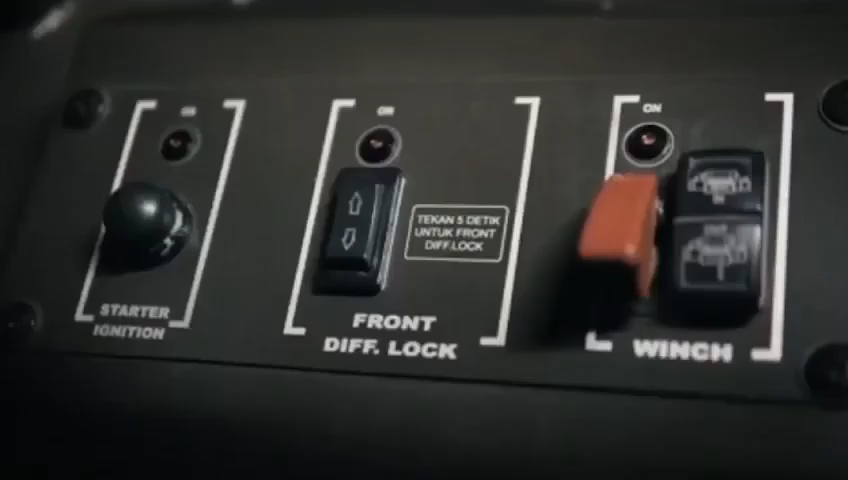 ON
STARTER
IGNITION
ON
TEKAN 5 DETIK
UNTUK FRONT
DIFF.LOCK
FRONT
DIFF. LOCK
ON
WINCH